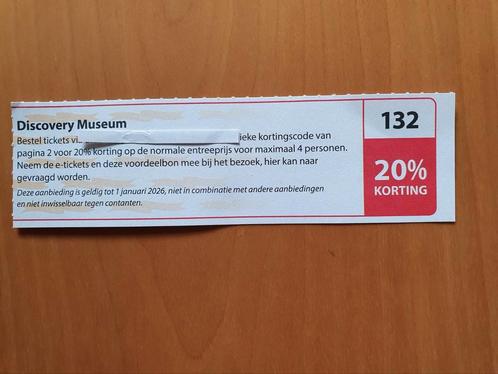 Discovery Museum
Bestel tickets vi ieke kortingscode van
pagina 2 voor 20% korting op de normale entreeprijs voor maximaal 4 personen.
Neem de e-tickets en deze voordeelbon mee bij het bezoek, hier kan naar
gevraagd worden.
Deze aanbieding is geldig tot 1 januari 2026, niet in combinatie met andere aanbiedingen
en niet inwisselbaar tegen contanten.
132
20%
KORTING